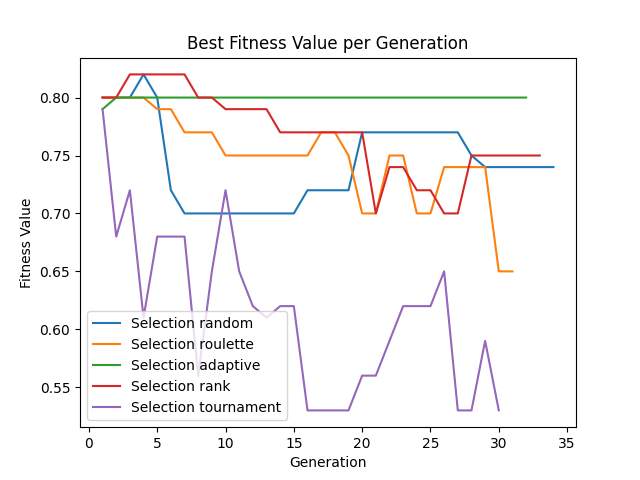 Best Fitness Value per Generation
Fitness Value
0.80
0.75
0.70
0.65
0.60
0.55
Selection random
Selection roulette
Selection adaptive
Selection rank
Selection tournament
0 5 10 15 20 25 30 35
Generation